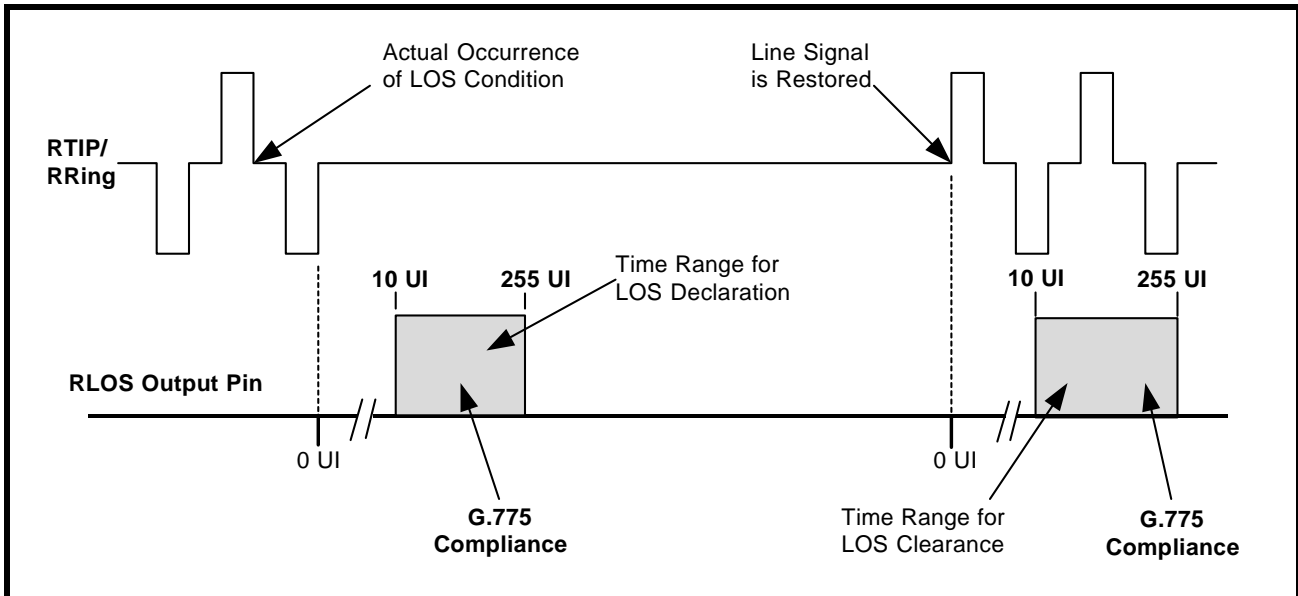 Actual Occurrence
of LOS Condition
Line Signal
is Restored
RTIP/
RRing
Time Range for
LOS Declaration
10 UI
255 UI
10 UI
255 UI
RLOS Output Pin
0 UI
0 UI
G.775
Compliance
Time Range for
LOS Clearance
G.775
Compliance